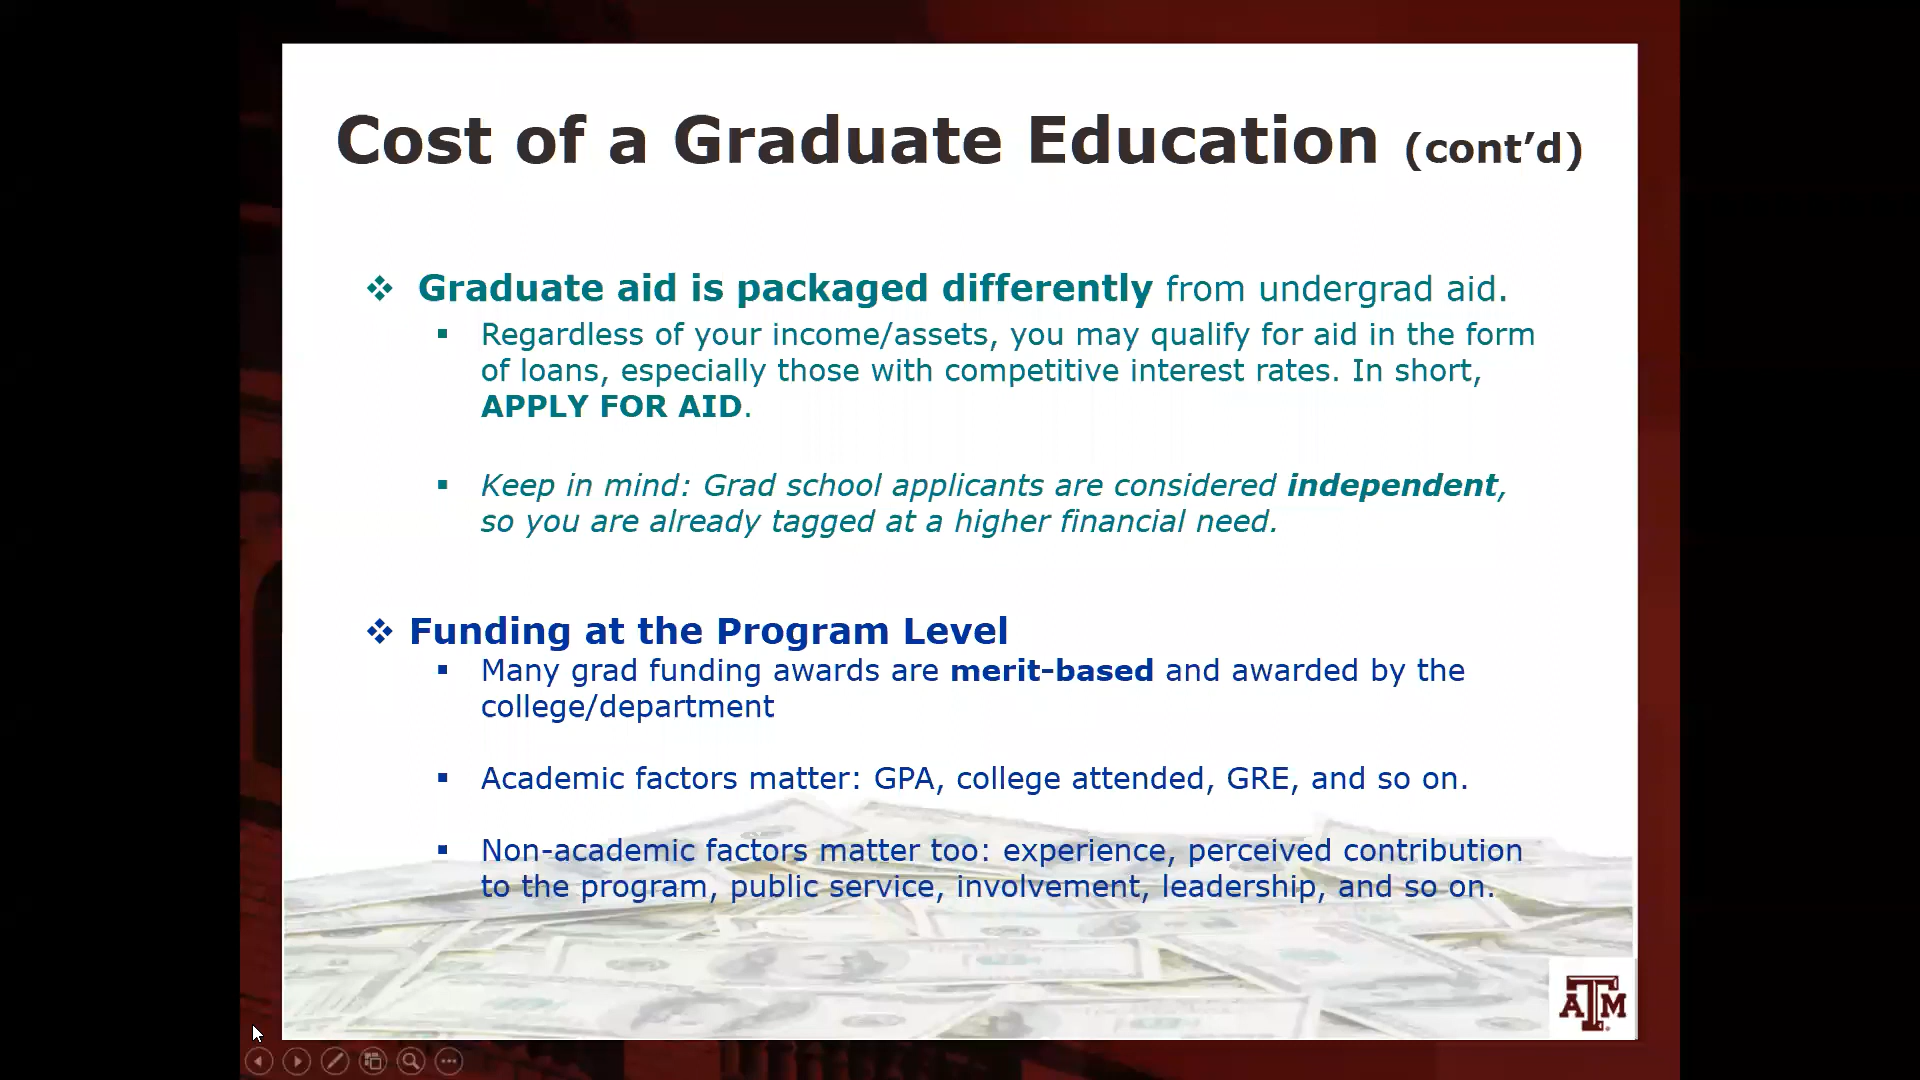 Cost of a Graduate Education (cont’d)
❖ Graduate aid is packaged differently from undergrad aid.
▪ Regardless of your income/assets, you may qualify for aid in the form
of loans, especially those with competitive interest rates. In short,
APPLY FOR AID.
▪ Keep in mind: Grad school applicants are considered independent,
so you are already tagged at a higher financial need.
❖ Funding at the Program Level
▪ Many grad funding awards are merit-based and awarded by the
college/department
▪ Academic factors matter: GPA, college attended, GRE, and so on.
▪ Non-academic factors matter too: experience, perceived contribution
to the program, public service, involvement, leadership, and so on.
ATM